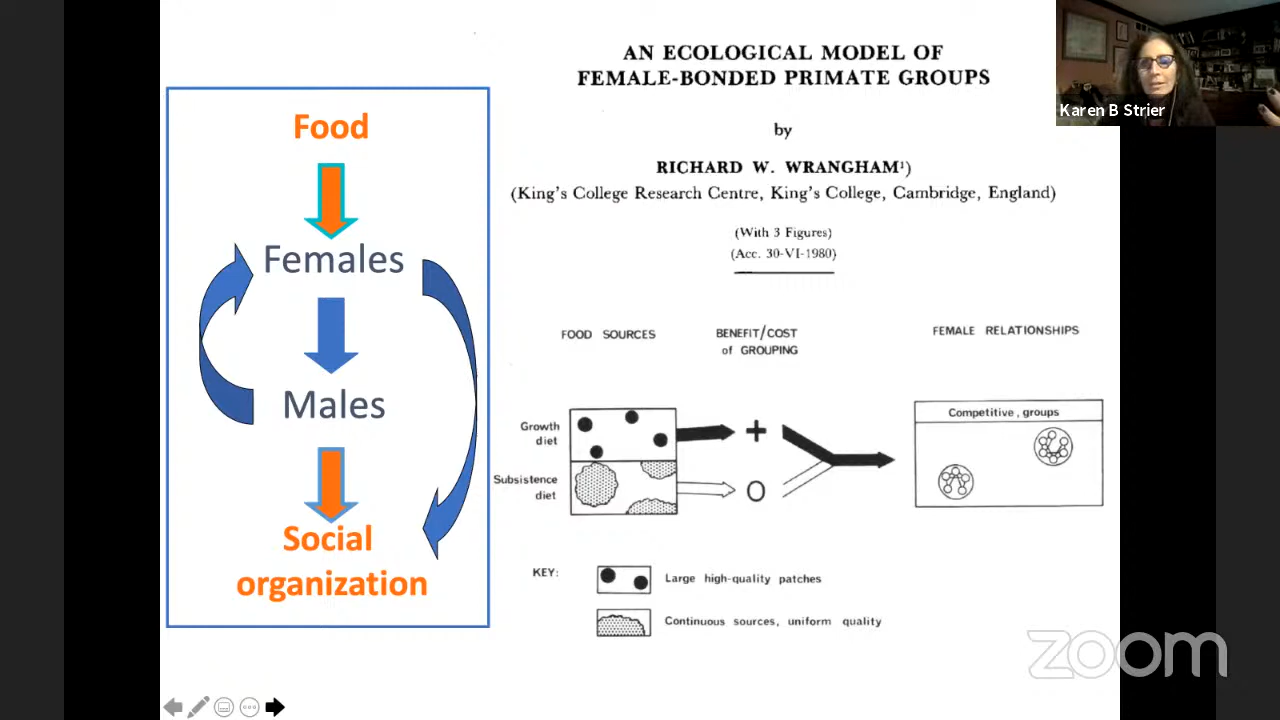 Food
Females
Males
Social
organization
AN ECOLOGICAL MODEL OF
FEMALE-BONDED PRIMATE GROUPS
by
RICHARD W. WRANGHAM¹)
(King's College Research Centre, King's College, Cambridge, England)
(With 3 Figures)
(Acc. 30-VI-1980)
FOOD SOURCES
BENEFIT/COST
of GROUPING
FEMALE RELATIONSHIPS
Growth
diet
+
Subsistence
diet
O
Competitive, groups
KEY:
Large high-quality patches
Continuous sources, uniform quality
Karen B Strier
zoom